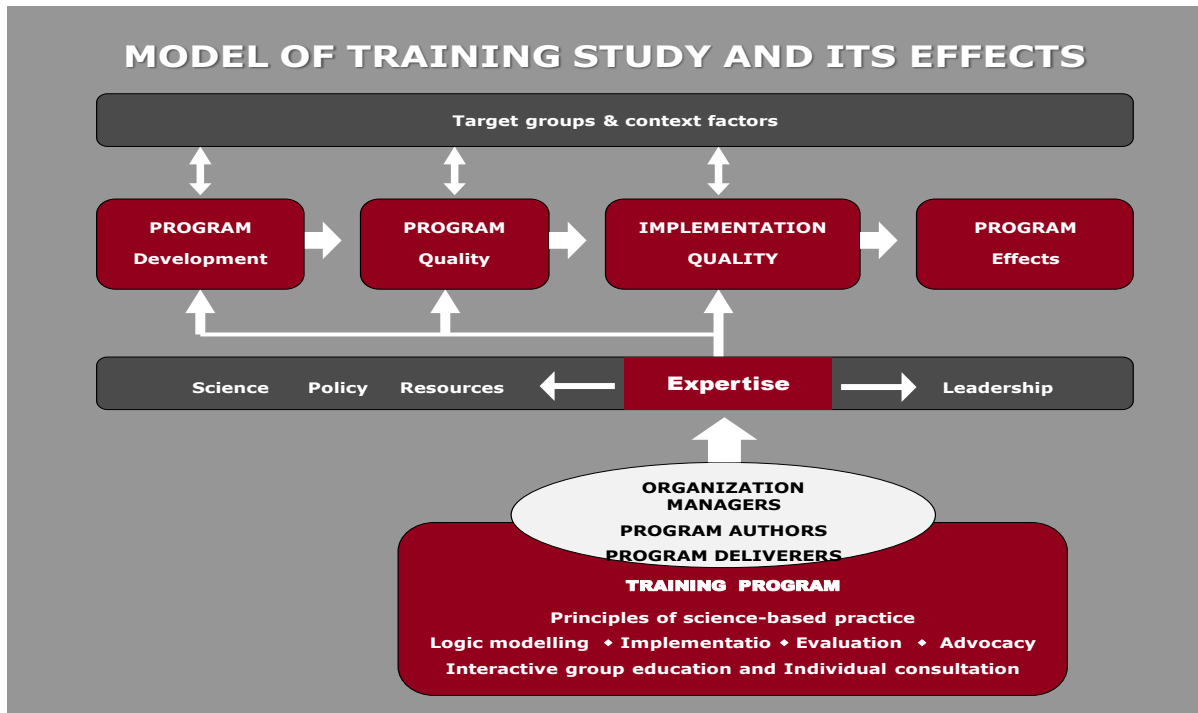 MODEL OF TRAINING STUDY AND ITS EFFECTS
Target groups & context factors
PROGRAM
Development
PROGRAM
Quality
IMPLEMENTATION
QUALITY
PROGRAM
Effects
Science Policy Resources Expertise Leadership
ORGANIZATION
MANAGERS
PROGRAM AUTHORS
PROGRAM DELIVERERS
TRAINING PROGRAM
Principles of science-based practice
Logic modelling ◆ Implementatio ◆ Evaluation ◆ Advocacy
Interactive group education and Individual consultation